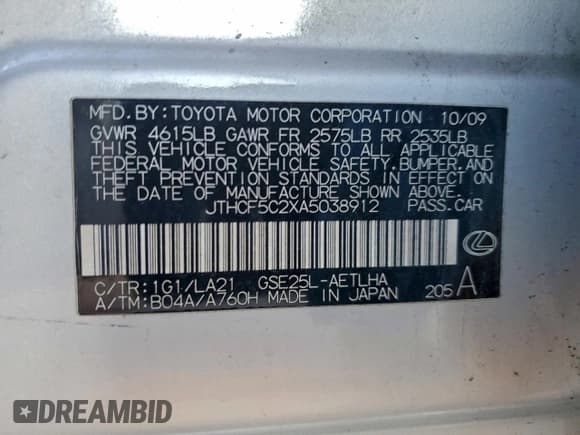 MFD. BY: TOYOTA MOTOR CORPORATION 10/09
GVWR 4615LB GAWR FR 2575LB RR 2535LB
THIS VEHICLE CONFORMS TO ALL APPLICABLE
FEDERAL MOTOR VEHICLE SAFETY, BUMPER, AND
THEFT PREVENTION STANDARDS IN EFFECT ON
THE DATE OF MANUFACTURE SHOWN ABOVE.
JTHCF5C2XA5038912 PASS. CAR
C/TR: 1G1/LA21 GSE25L-AETLHA
A/TM: B04A/A760H MADE IN JAPAN 205 A
DREAMBID